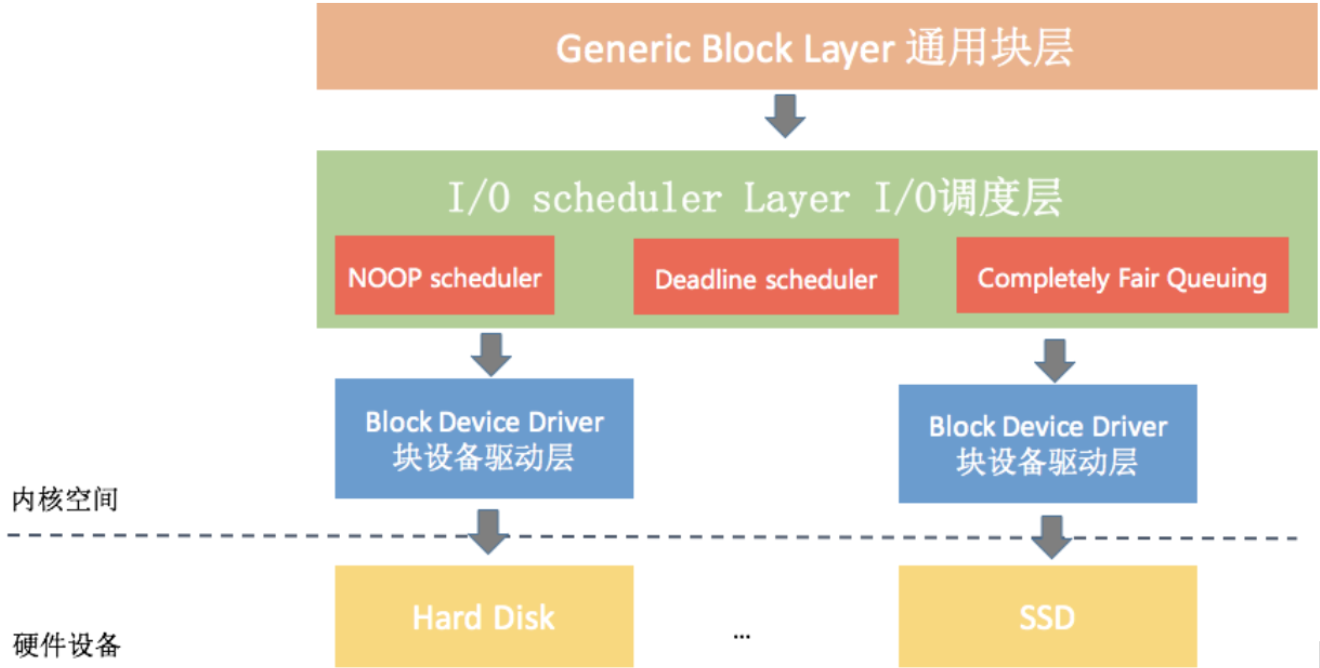 Generic Block Layer 通用块层
I/O scheduler Layer I/O调度层
NOOP scheduler
Deadline scheduler
Completely Fair Queuing
Block Device Driver
块设备驱动层
Block Device Driver
块设备驱动层
内核空间
Hard Disk
...
SSD
硬件设备